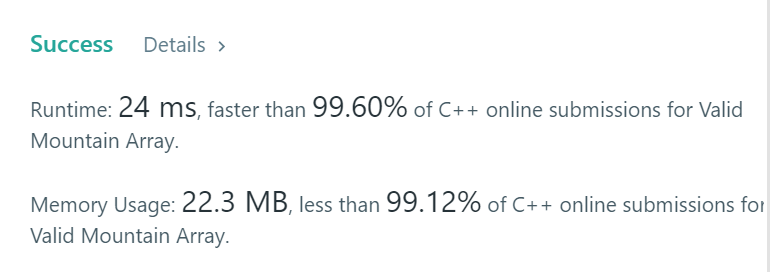 Success Details >
Runtime: 24 ms, faster than 99.60% of C++ online submissions for Valid
Mountain Array.
Memory Usage: 22.3 MB, less than 99.12% of C++ online submissions for
Valid Mountain Array.